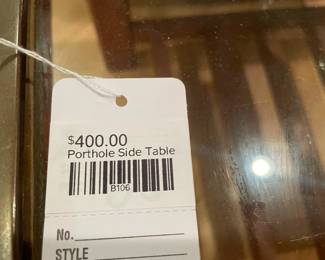 $400.00
Porthole Side Table
B106
No.
STYLE